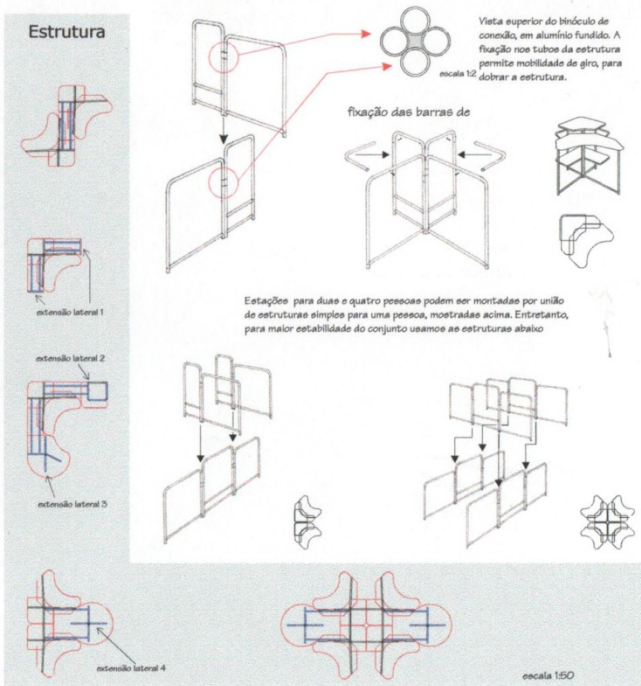 Estrutura
Vista superior do binóculo de
conexão, em alumínio fundido. A
fixação nos tubos da estrutura
permite mobilidade de giro, para
dobrar a estrutura.
escala 1:2
fixação das barras de
extensão lateral 1
Estações para duas e quatro pessoas podem ser montadas por união
de estruturas simples para uma pessoa, mostradas acima. Entretanto,
para maior estabilidade do conjunto usamos as estruturas abaixo
extensão lateral 2
extensão lateral 3
extensão lateral 4
escala 1:50